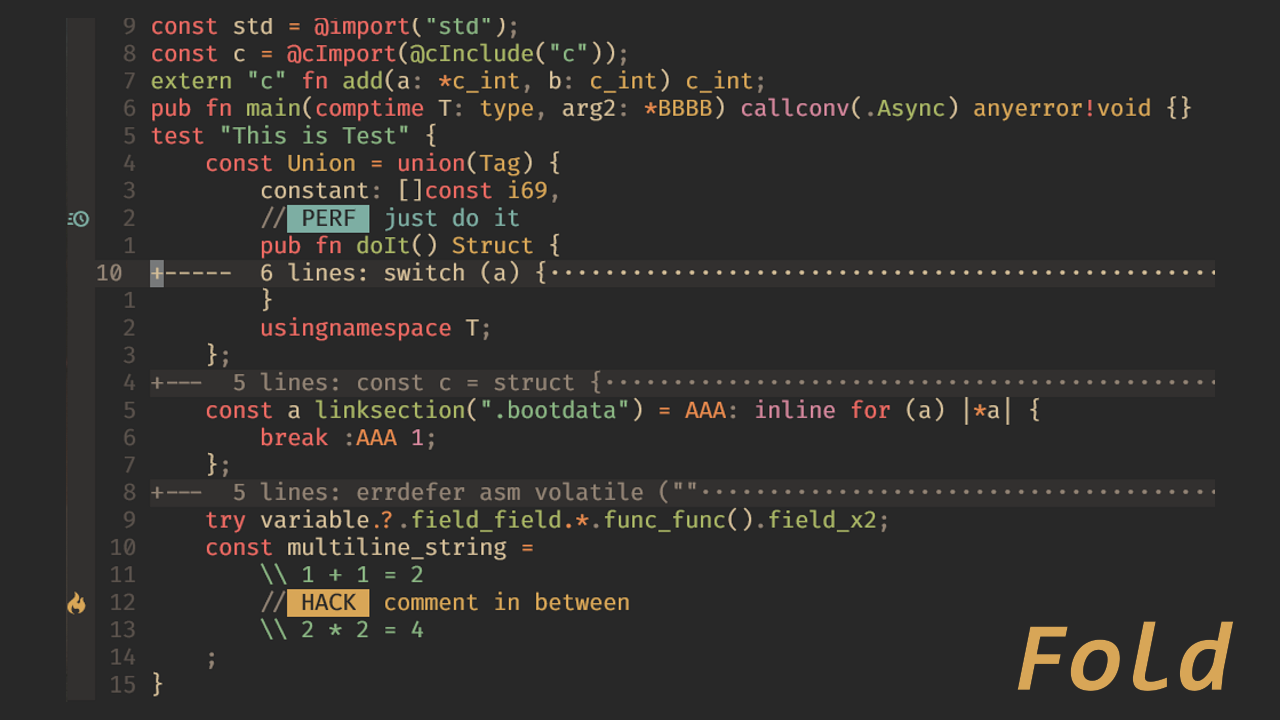 9 const std = @import("std");
8 const c = @cImport(@cInclude("c"));
7 extern "c" fn add(a: *c_int, b: c_int) c_int;
6 pub fn main(comptime T: type, arg2: *BBBB) callconv(.Async) anyerror!void {}
5 test "This is Test" {
4     const Union = union(Tag) {
3         constant: []const i69,
2         // PERF just do it
1         pub fn doIt() Struct {
10 +-----  6 lines: switch (a) {················································
1         }
2         usingnamespace T;
3     };
4 +---  5 lines: const c = struct {············································
5     const a linksection(".bootdata") = AAA: inline for (a) |*a| {
6         break :AAA 1;
7     };
8 +---  5 lines: errdefer asm volatile (""·····································
9     try variable.?.field_field.*.func_func().field_x2;
10     const multiline_string =
11         \\ 1 + 1 = 2
12         // HACK comment in between
13         \\ 2 * 2 = 4
14     ;
15 }
Fold